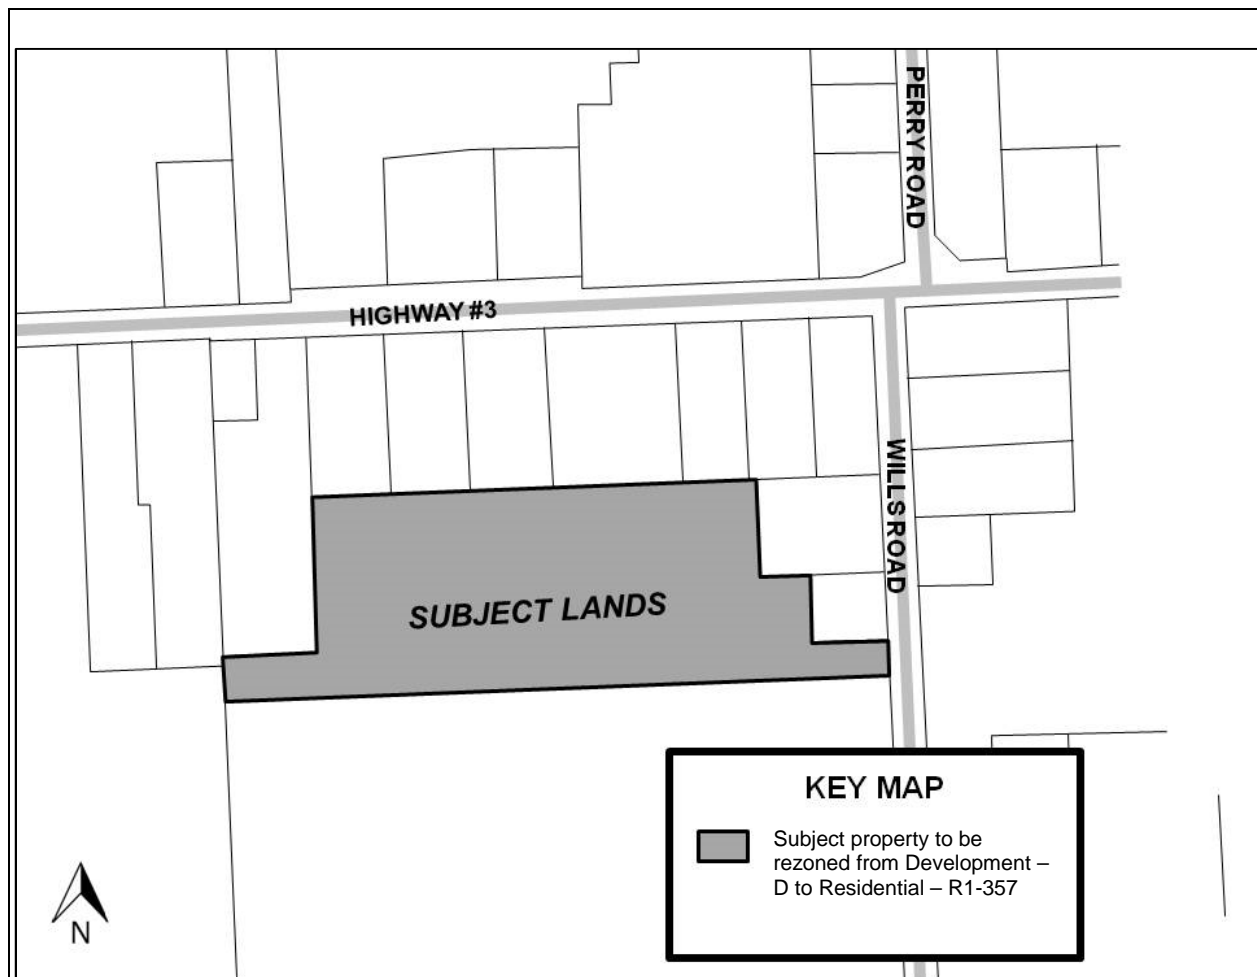 PERRY ROAD
HIGHWAY #3
WILLS ROAD
SUBJECT LANDS
KEY MAP
Subject property to be
rezoned from Development –
D to Residential – R1-357
N